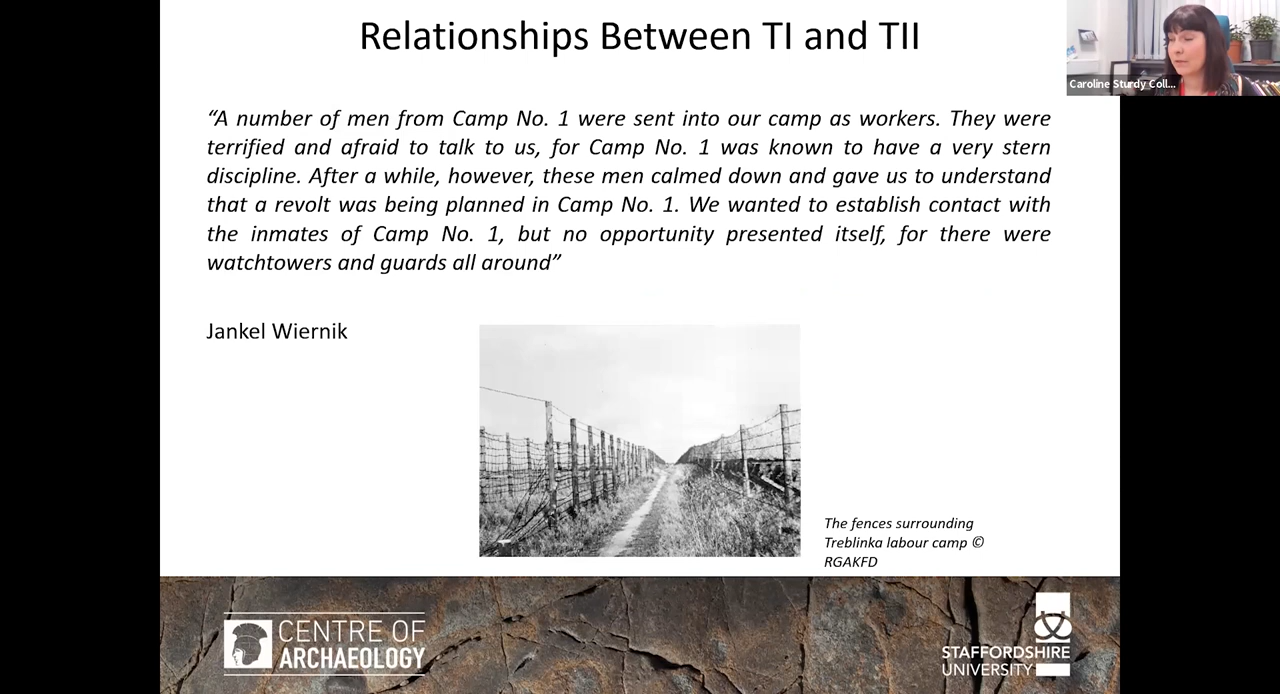 Relationships Between TI and TII
Caroline Sturdy Coll...
“A number of men from Camp No. 1 were sent into our camp as workers. They were
terrified and afraid to talk to us, for Camp No. 1 was known to have a very stern
discipline. After a while, however, these men calmed down and gave us to understand
that a revolt was being planned in Camp No. 1. We wanted to establish contact with
the inmates of Camp No. 1, but no opportunity presented itself, for there were
watchtowers and guards all around”
Jankel Wiernik
The fences surrounding
Treblinka labour camp ©
RGAKFD
CENTRE OF
ARCHAEOLOGY
STAFFORDSHIRE
UNIVERSITY